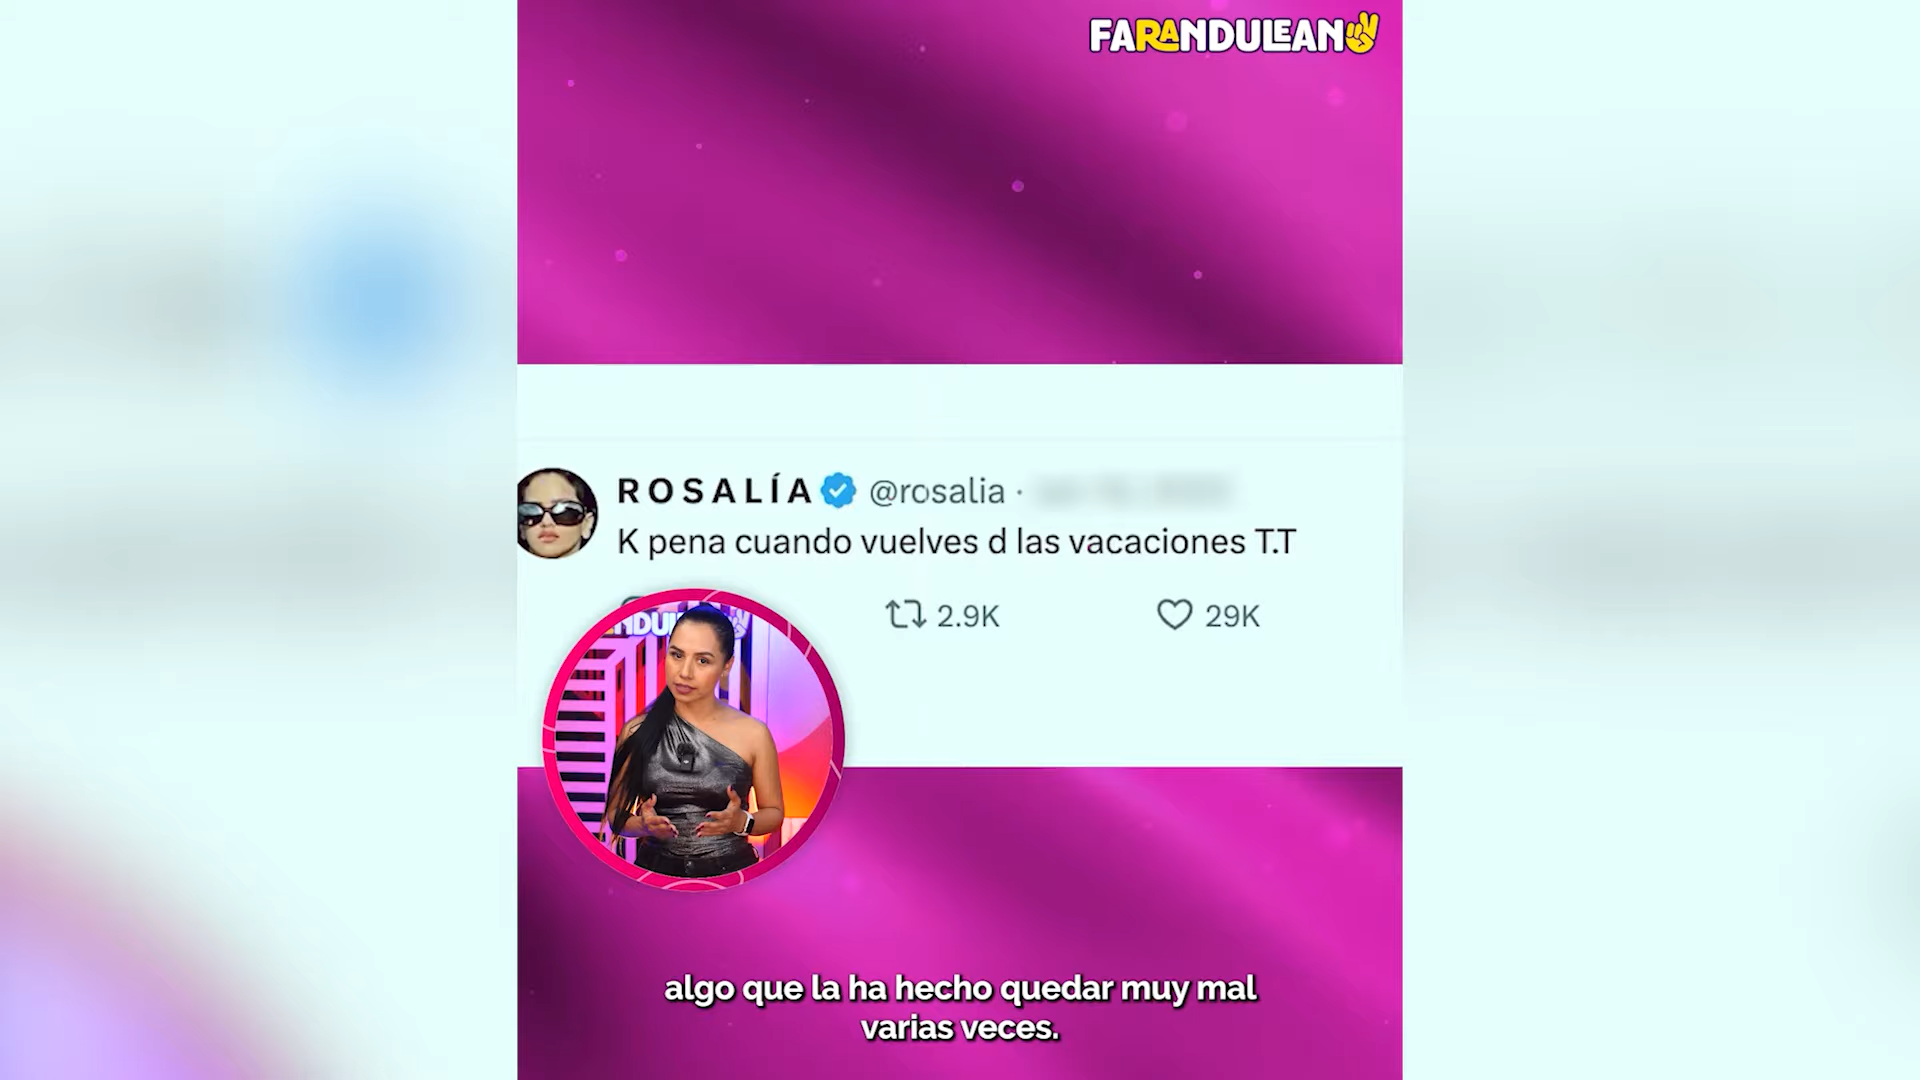 FARANDULEAN
ROSALÍA @rosalia ·
K pena cuando vuelves d las vacaciones T.T
2.9K 29K
NDUL
algo que la ha hecho quedar muy mal
varias veces.